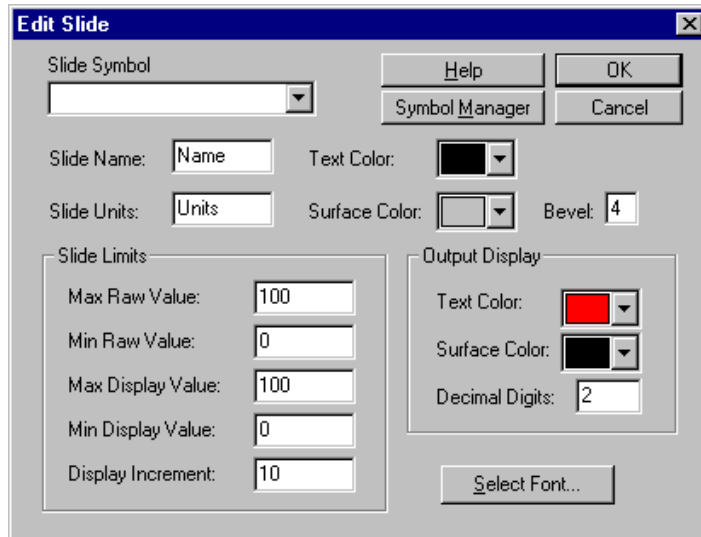 Edit Slide
Slide Symbol
Help OK
Symbol Manager Cancel
Slide Name: Name Text Color:
Slide Units: Units Surface Color: Bevel: 4
Slide Limits
Max Raw Value: 100
Min Raw Value: 0
Max Display Value: 100
Min Display Value: 0
Display Increment: 10
Output Display
Text Color:
Surface Color:
Decimal Digits: 2
Select Font...